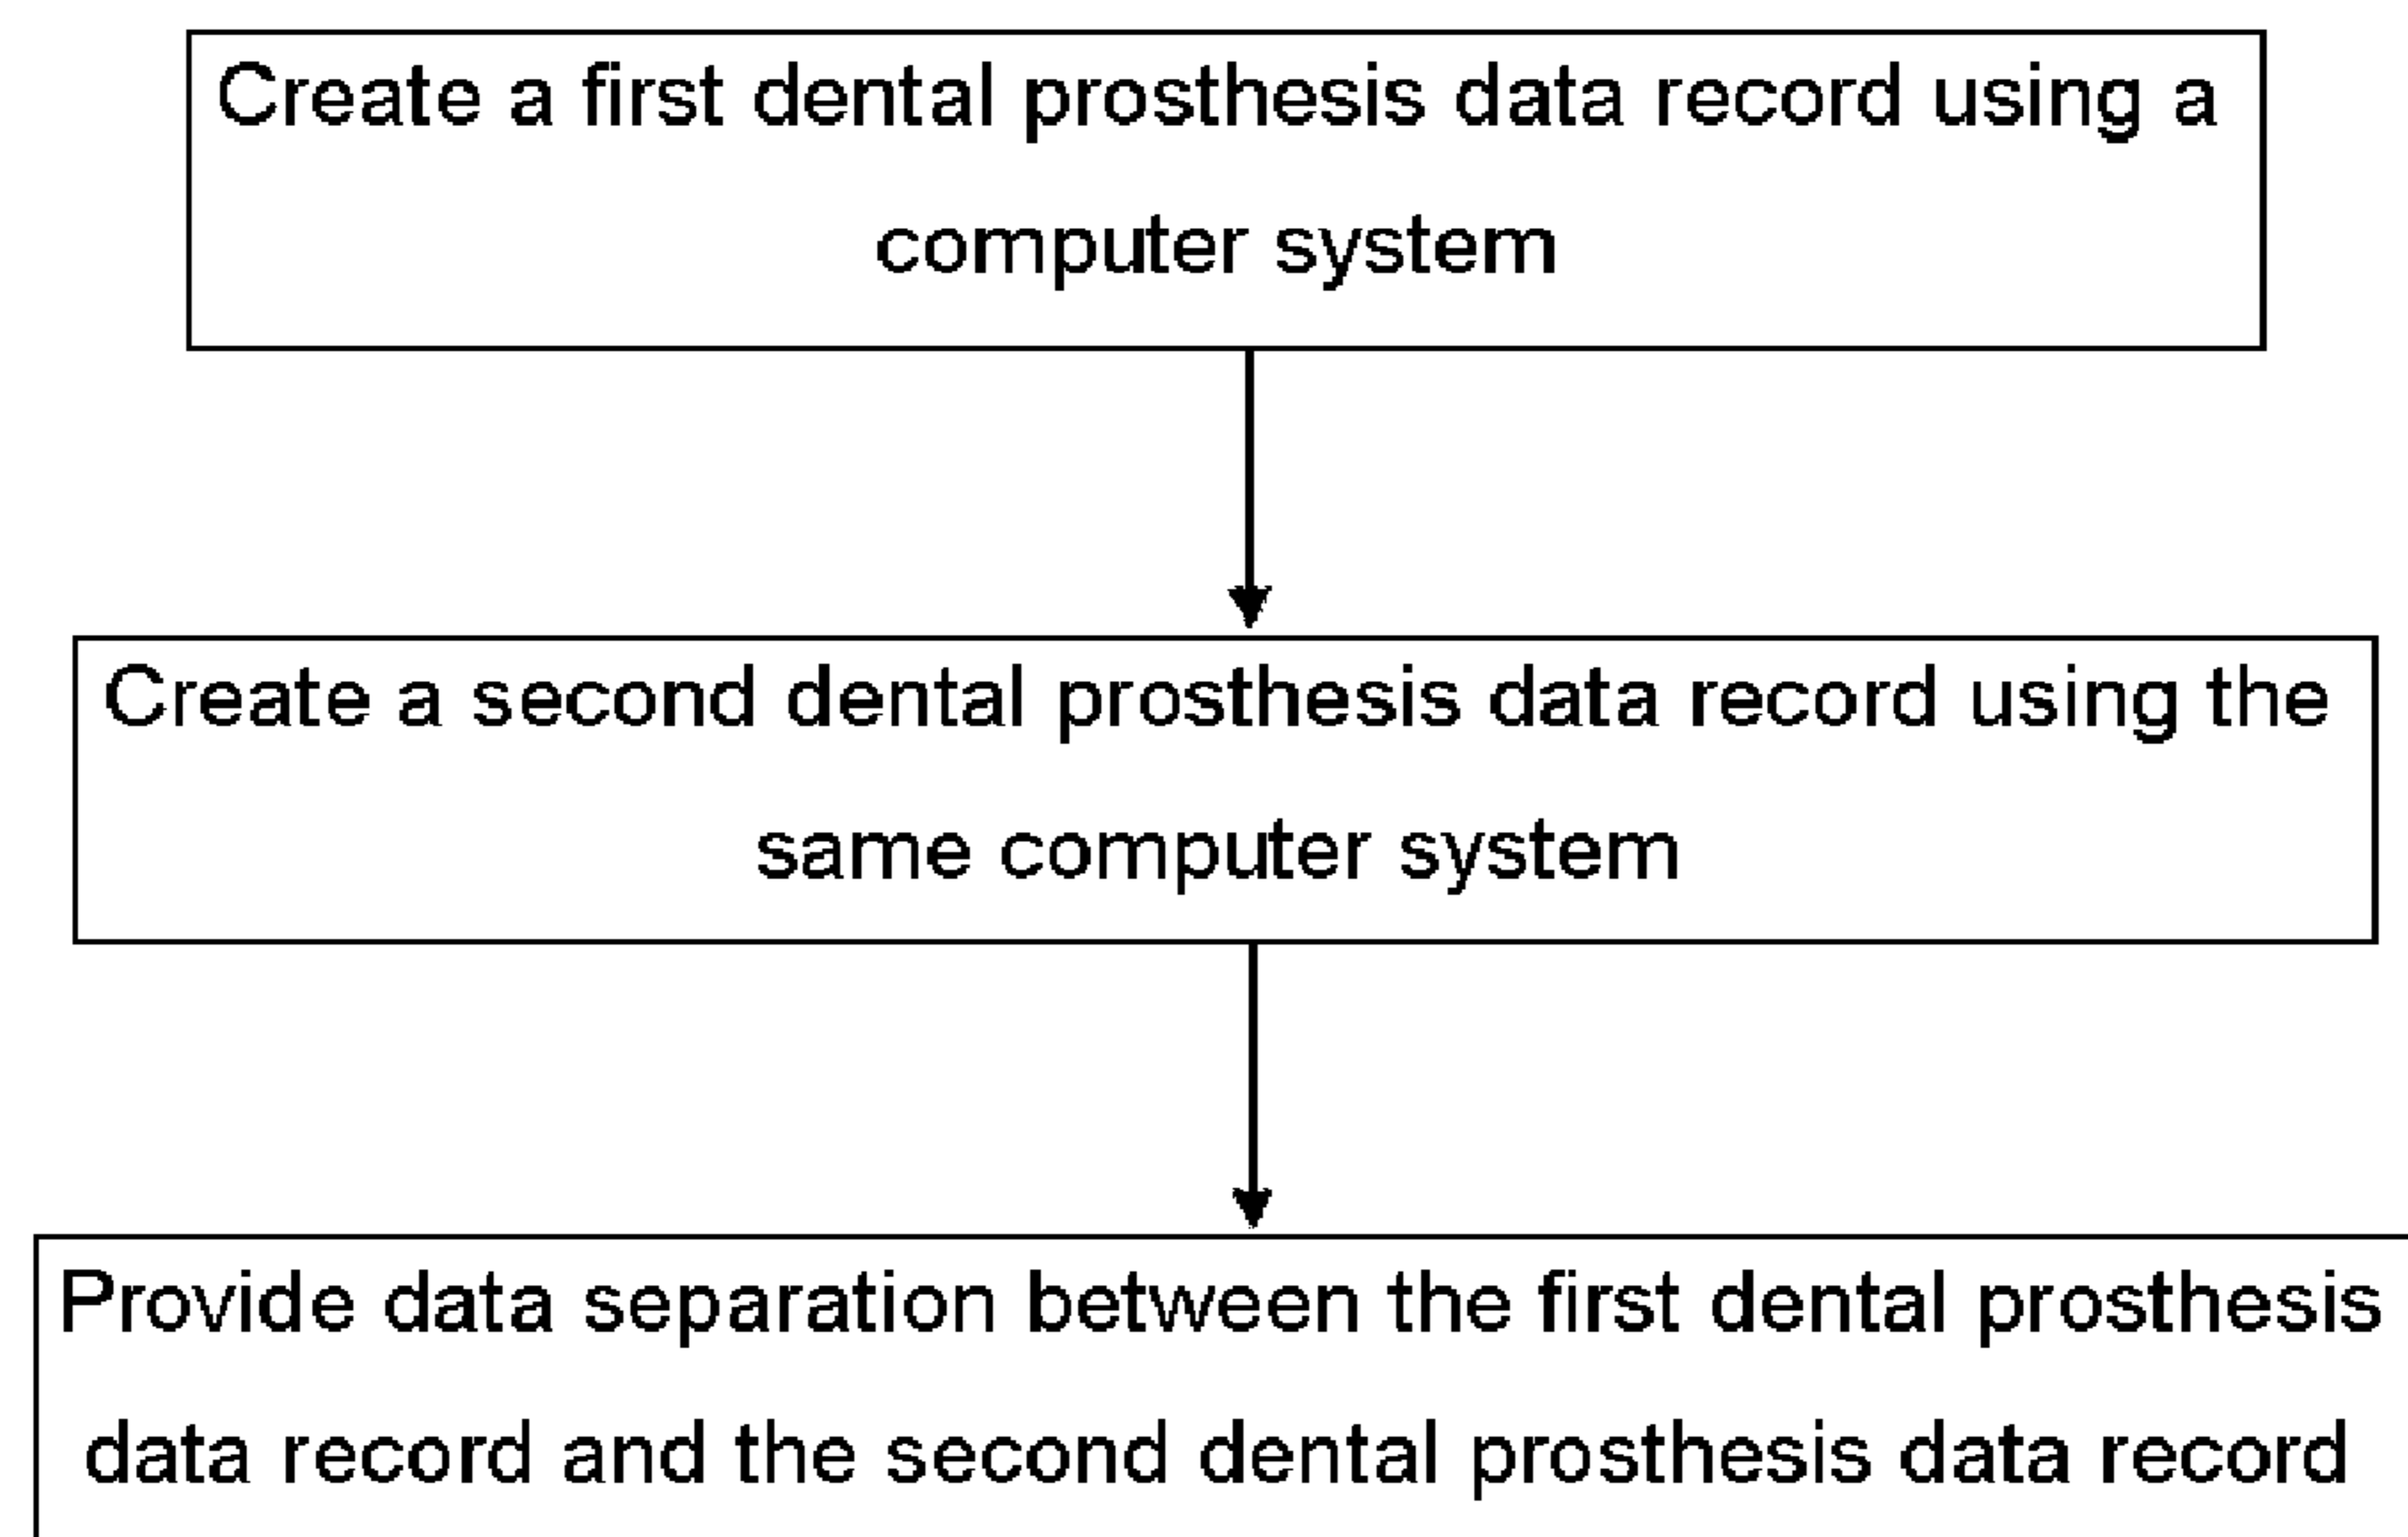 Create a first dental prosthesis data record using a
computer system
Create a second dental prosthesis data record using the
same computer system
Provide data separation between the first dental prosthesis
data record and the second dental prosthesis data record